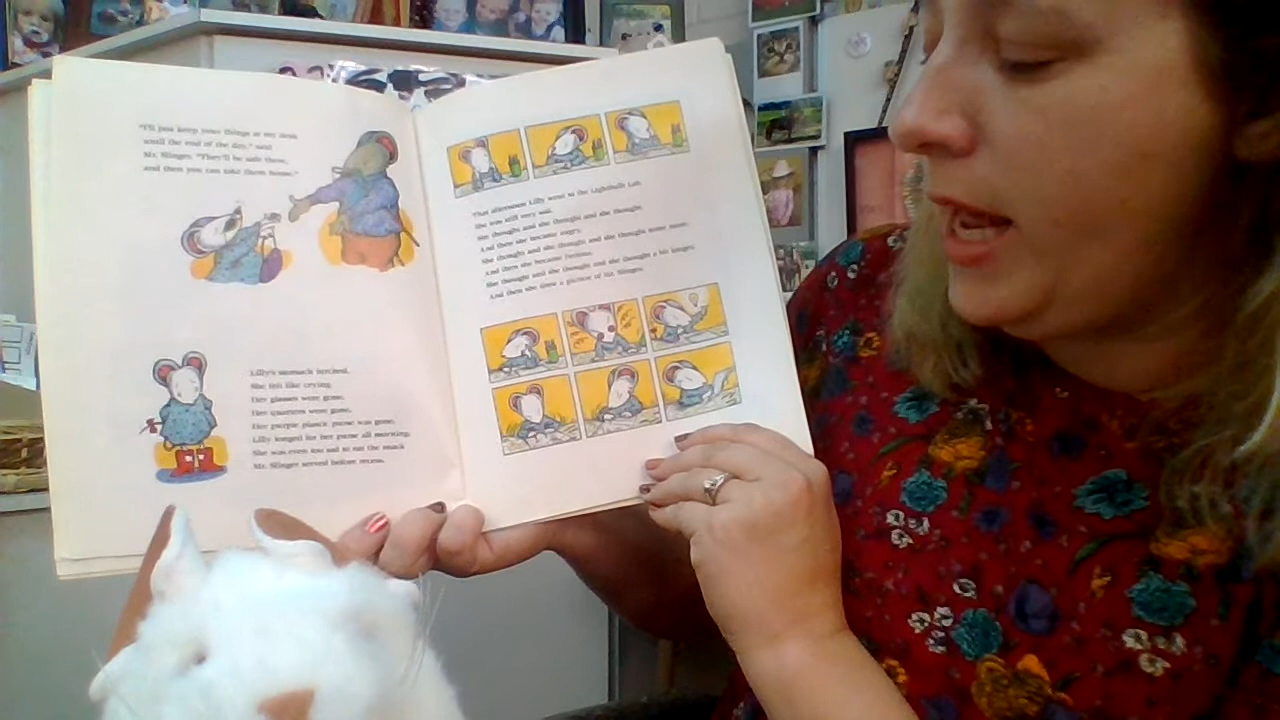 "I'll just keep your things at my desk
until the end of the day," said
Mr. Slinger. "They'll be safe there,
and then you can take them home."
Lilly's stomach lurched.
She felt like crying.
Her glasses were gone.
Her quarters were gone.
Her purple plastic purse was gone.
Lilly longed for her purse all morning.
She was even too sad to eat the snack
Mr. Slinger served before recess.
That afternoon Lilly went to the Lightbulb Lab.
She was still very sad.
She thought and she thought and she thought.
And then she became angry.
She thought and she thought and she thought some more.
And then she became furious.
She thought and she thought and she thought a bit longer.
And then she drew a picture of Mr. Slinger.